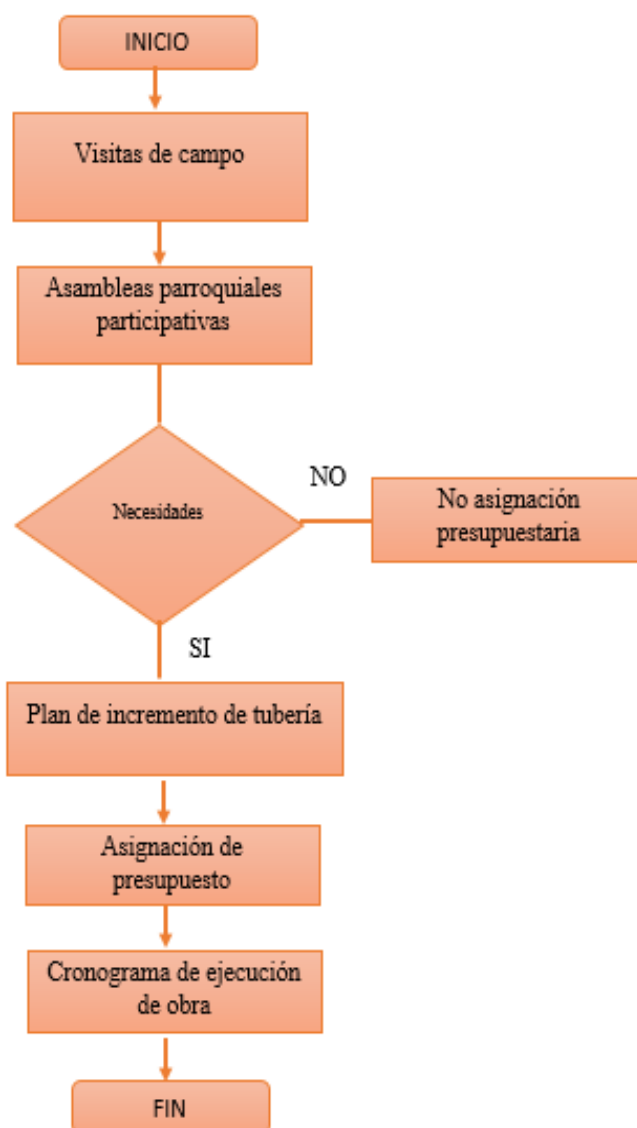 INICIO
Visitas de campo
Asambleas parroquiales
participativas
Necesidades
NO
No asignación
presupuestaria
SI
Plan de incremento de tubería
Asignación de
presupuesto
Cronograma de ejecución
de obra
FIN